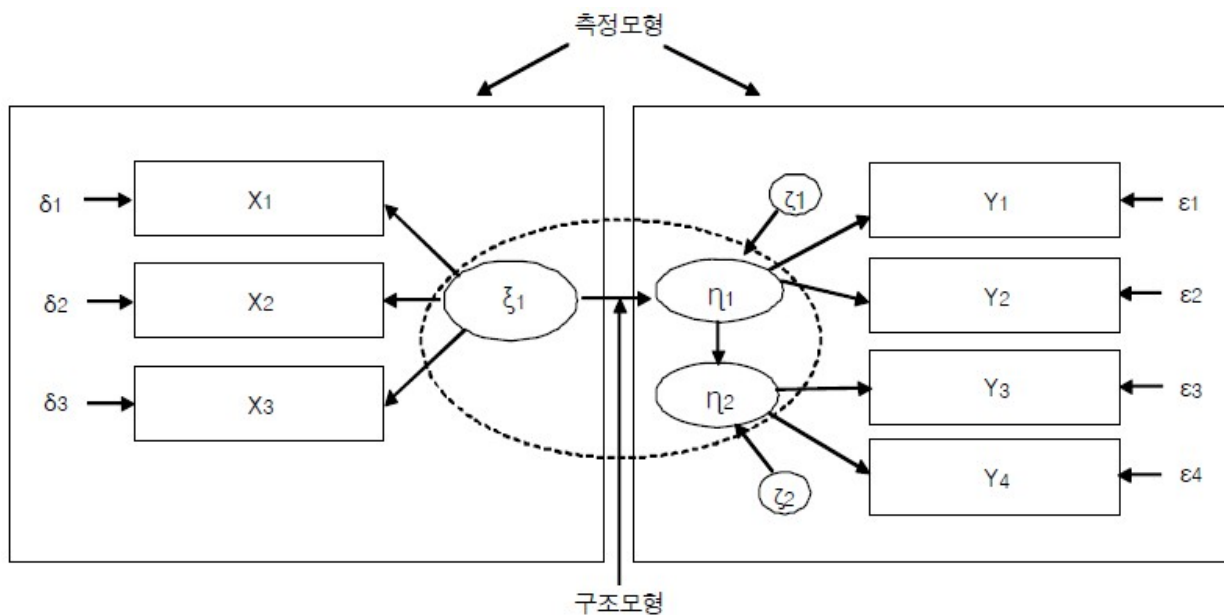 측정모형
δ1 X1 ζ1 Y1 ε1
δ2 X2 ξ1 η1 Y2 ε2
δ3 X3 η2 Y3 ε3
ζ2 Y4 ε4
구조모형